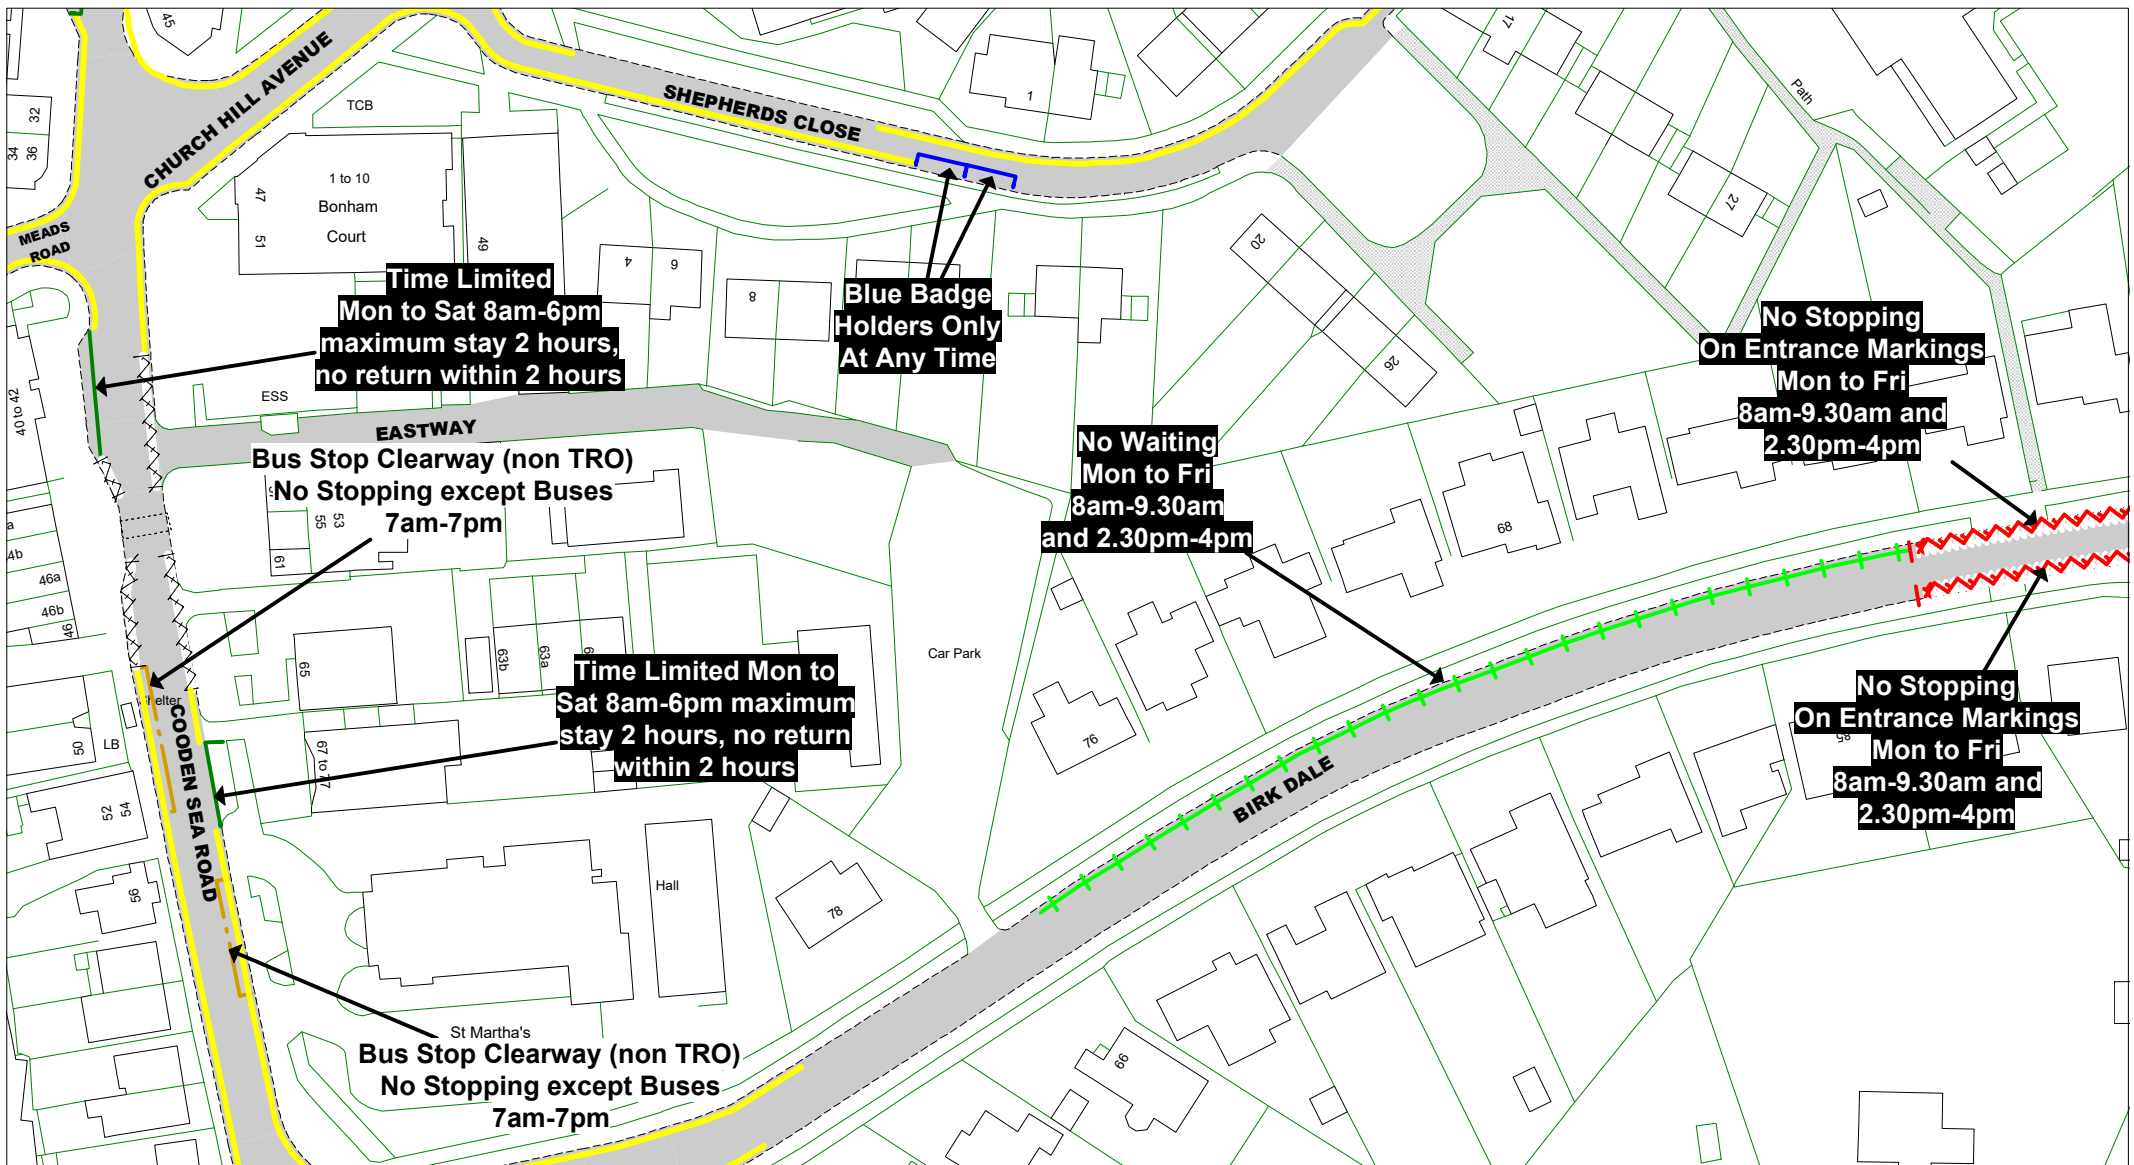 45
CHURCH HILL AVENUE
17
Path
TCB
SHEPHERDS CLOSE
1
32
34
36
1 to 10
Bonham
Court
47
51
49
27
MEADS
ROAD
20
4
6
8
26
Time Limited
Mon to Sat 8am-6pm
maximum stay 2 hours,
no return within 2 hours
Blue Badge
Holders Only
At Any Time
No Stopping
On Entrance Markings
Mon to Fri
8am-9.30am and
2.30pm-4pm
40 to 42
ESS
EASTWAY
Bus Stop Clearway (non TRO)
No Stopping except Buses
7am-7pm
No Waiting
Mon to Fri
8am-9.30am
and 2.30pm-4pm
53
55
61
68
a
4b
46a
46b
46
65
63b
63a
Car Park
Time Limited Mon to
Sat 8am-6pm maximum
stay 2 hours, no return
within 2 hours
No Stopping
On Entrance Markings
Mon to Fri
8am-9.30am and
2.30pm-4pm
Shelter
LB
50
COODEN SEA ROAD
67 to 77
76
85
BIRK DALE
52
54
56
Hall
78
St Martha's
Bus Stop Clearway (non TRO)
No Stopping except Buses
7am-7pm
99